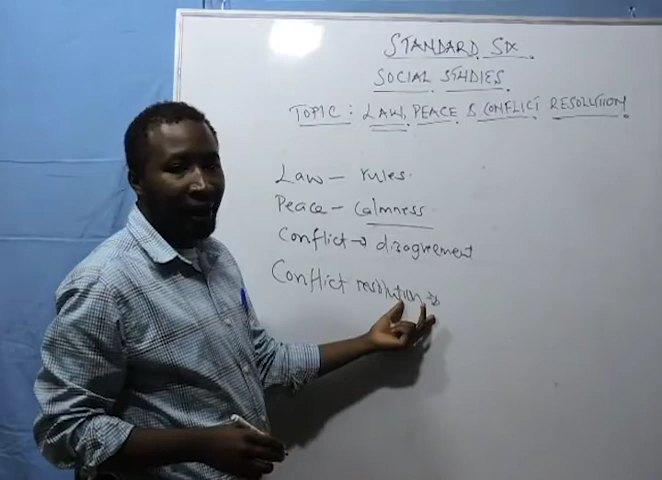 STANDARD SIX.
SOCIAL STUDIES
TOPIC : LAW, PEACE & CONFLICT RESOLUTION
Law – rules.
Peace – Calmness
Conflict → disagreement
Conflict resolution →